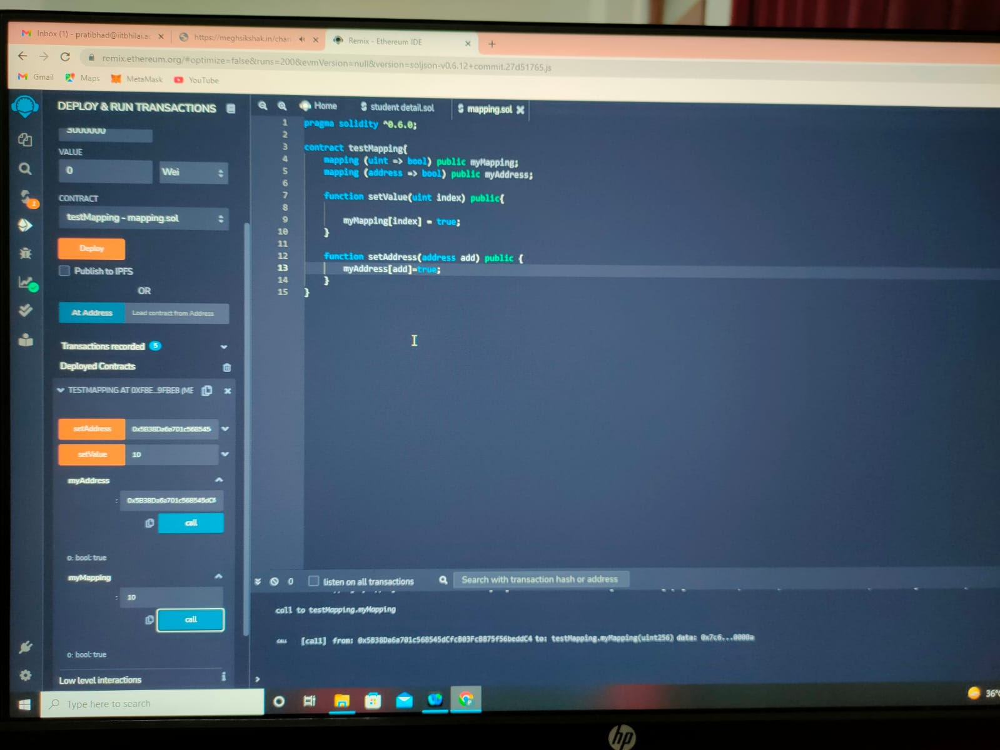 Inbox (1) - pratibhad@iitbhilai.ac
https://meghsikshak.in/chan
Remix - Ethereum IDE
remix.ethereum.org/#optimize=false&runs=200&evmVersion=null&version=soljson-v0.6.12+commit.27d51765.js
Gmail
Maps
MetaMask
YouTube
DEPLOY & RUN TRANSACTIONS
3000000
VALUE
0
Wei
CONTRACT
testMapping - mapping.sol
Deploy
Publish to IPFS
OR
At Address
Load contract from Address
Transactions recorded 5
Deployed Contracts
TESTMAPPING AT 0XFBE...9FBE8 (ME
setAddress
0x5B38Da6a701c568545
setValue
10
myAddress
: 0x5B38Da6a701c568545dCf
call
0: bool: true
myMapping
: 10
call
0: bool: true
Low level interactions
i
Home
student detail.sol
mapping.sol
1 pragma solidity ^0.6.0;
2
3 contract testMapping{
4 mapping (uint => bool) public myMapping;
5 mapping (address => bool) public myAddress;
6
7 function setValue(uint index) public{
8
9 myMapping[index] = true;
10 }
11
12 function setAddress(address add) public {
13 myAddress[add]=true;
14 }
15 }
0
listen on all transactions
Search with transaction hash or address
call to testMapping.myMapping
CALL [call] from: 0x5B38Da6a701c568545dCfcB03FcB875f56beddC4 to: testMapping.myMapping(uint256) data: 0x7c6...0000a
>
Type here to search
36°
hp